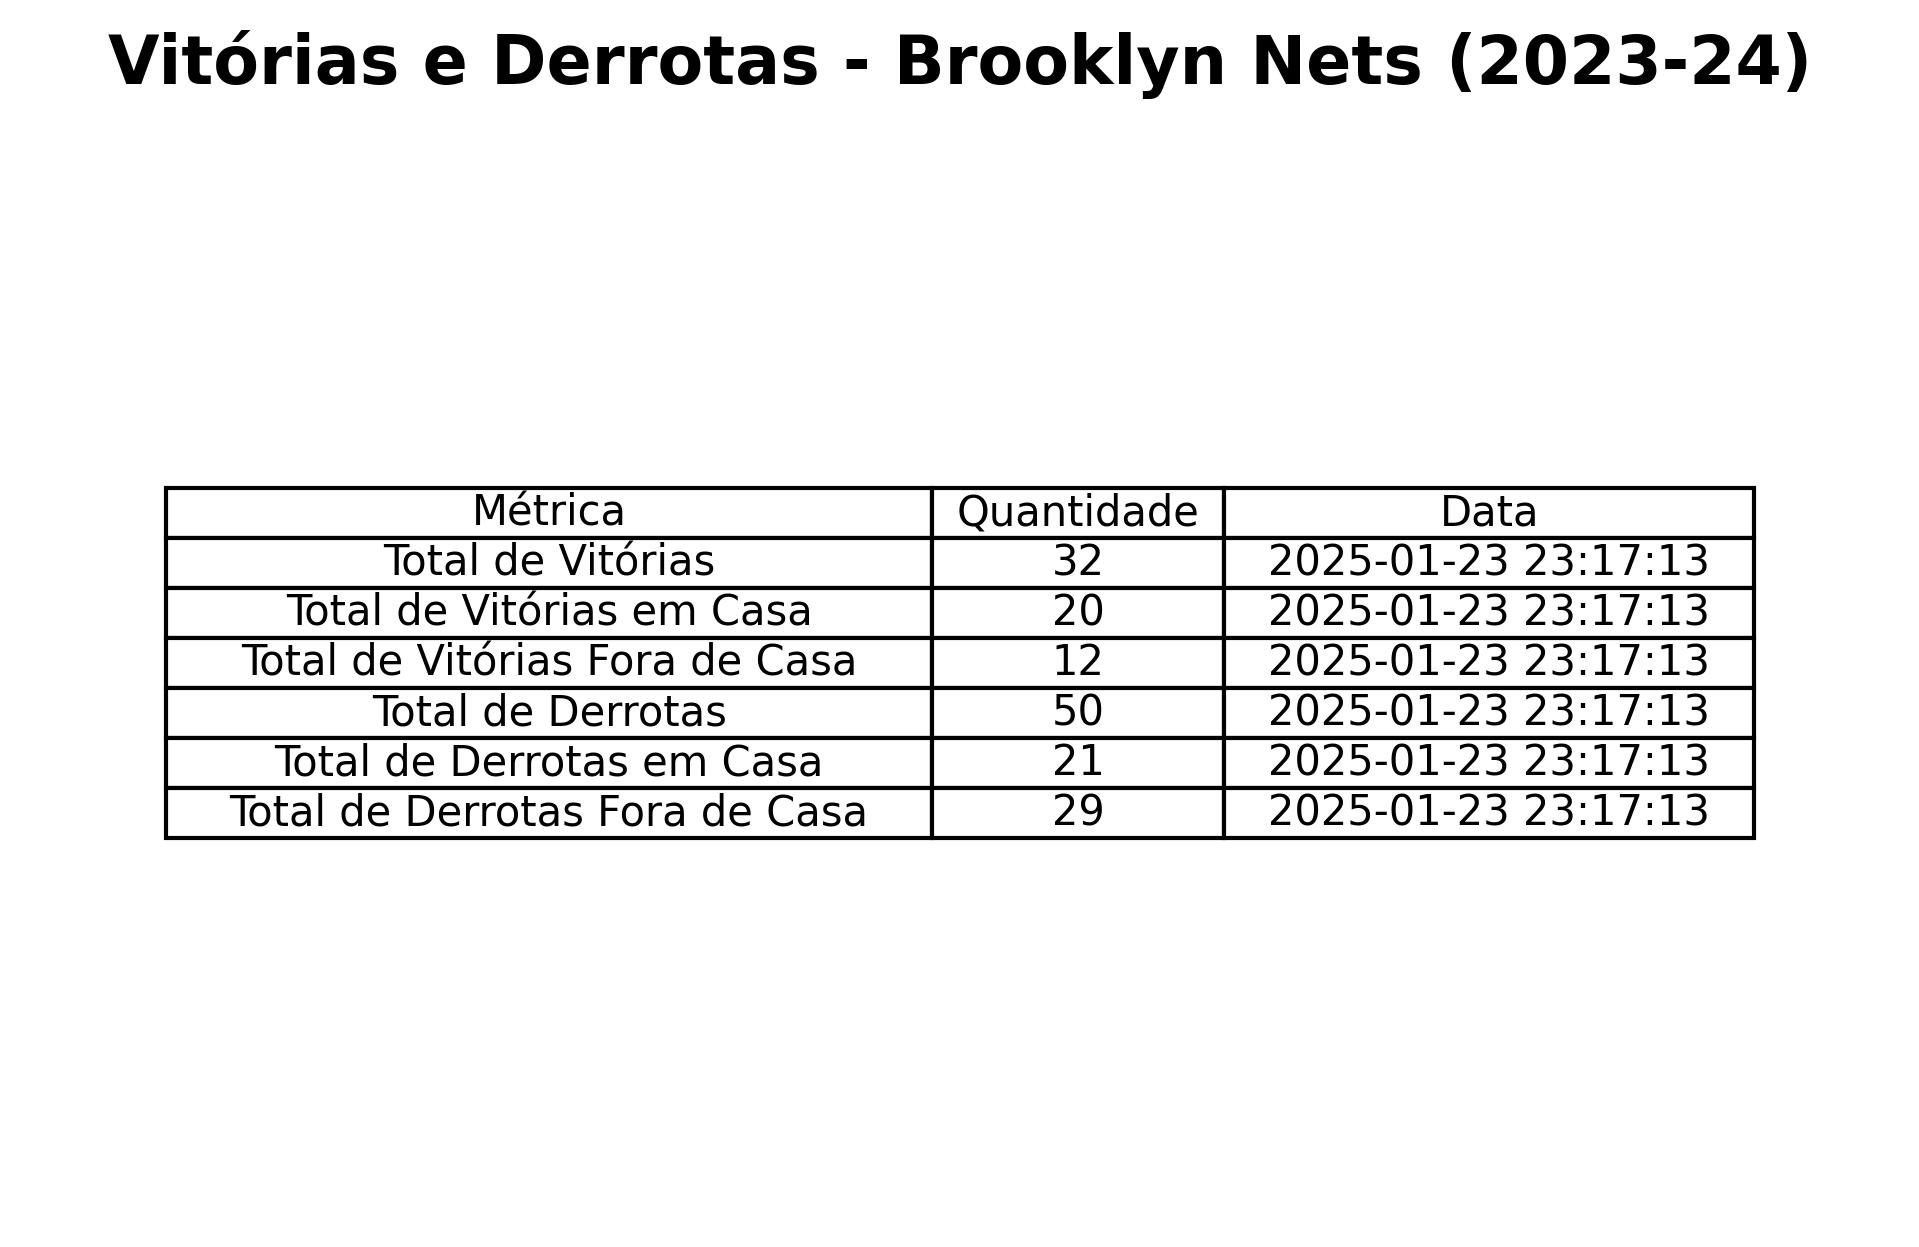 Vitórias e Derrotas - Brooklyn Nets (2023-24)
Métrica Quantidade Data
Total de Vitórias 32 2025-01-23 23:17:13
Total de Vitórias em Casa 20 2025-01-23 23:17:13
Total de Vitórias Fora de Casa 12 2025-01-23 23:17:13
Total de Derrotas 50 2025-01-23 23:17:13
Total de Derrotas em Casa 21 2025-01-23 23:17:13
Total de Derrotas Fora de Casa 29 2025-01-23 23:17:13